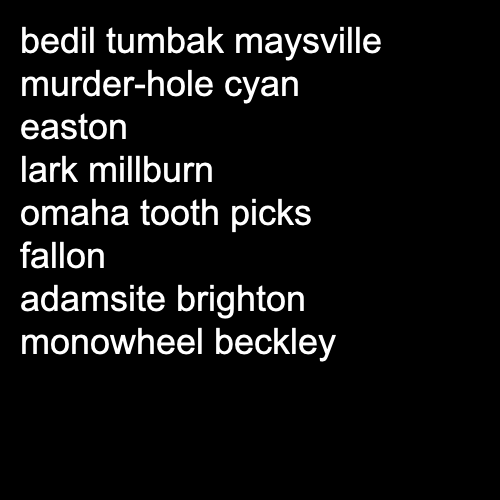 bedil tumbak maysville
murder-hole cyan
easton
lark millburn
omaha tooth picks
fallon
adamsite brighton
monowheel beckley